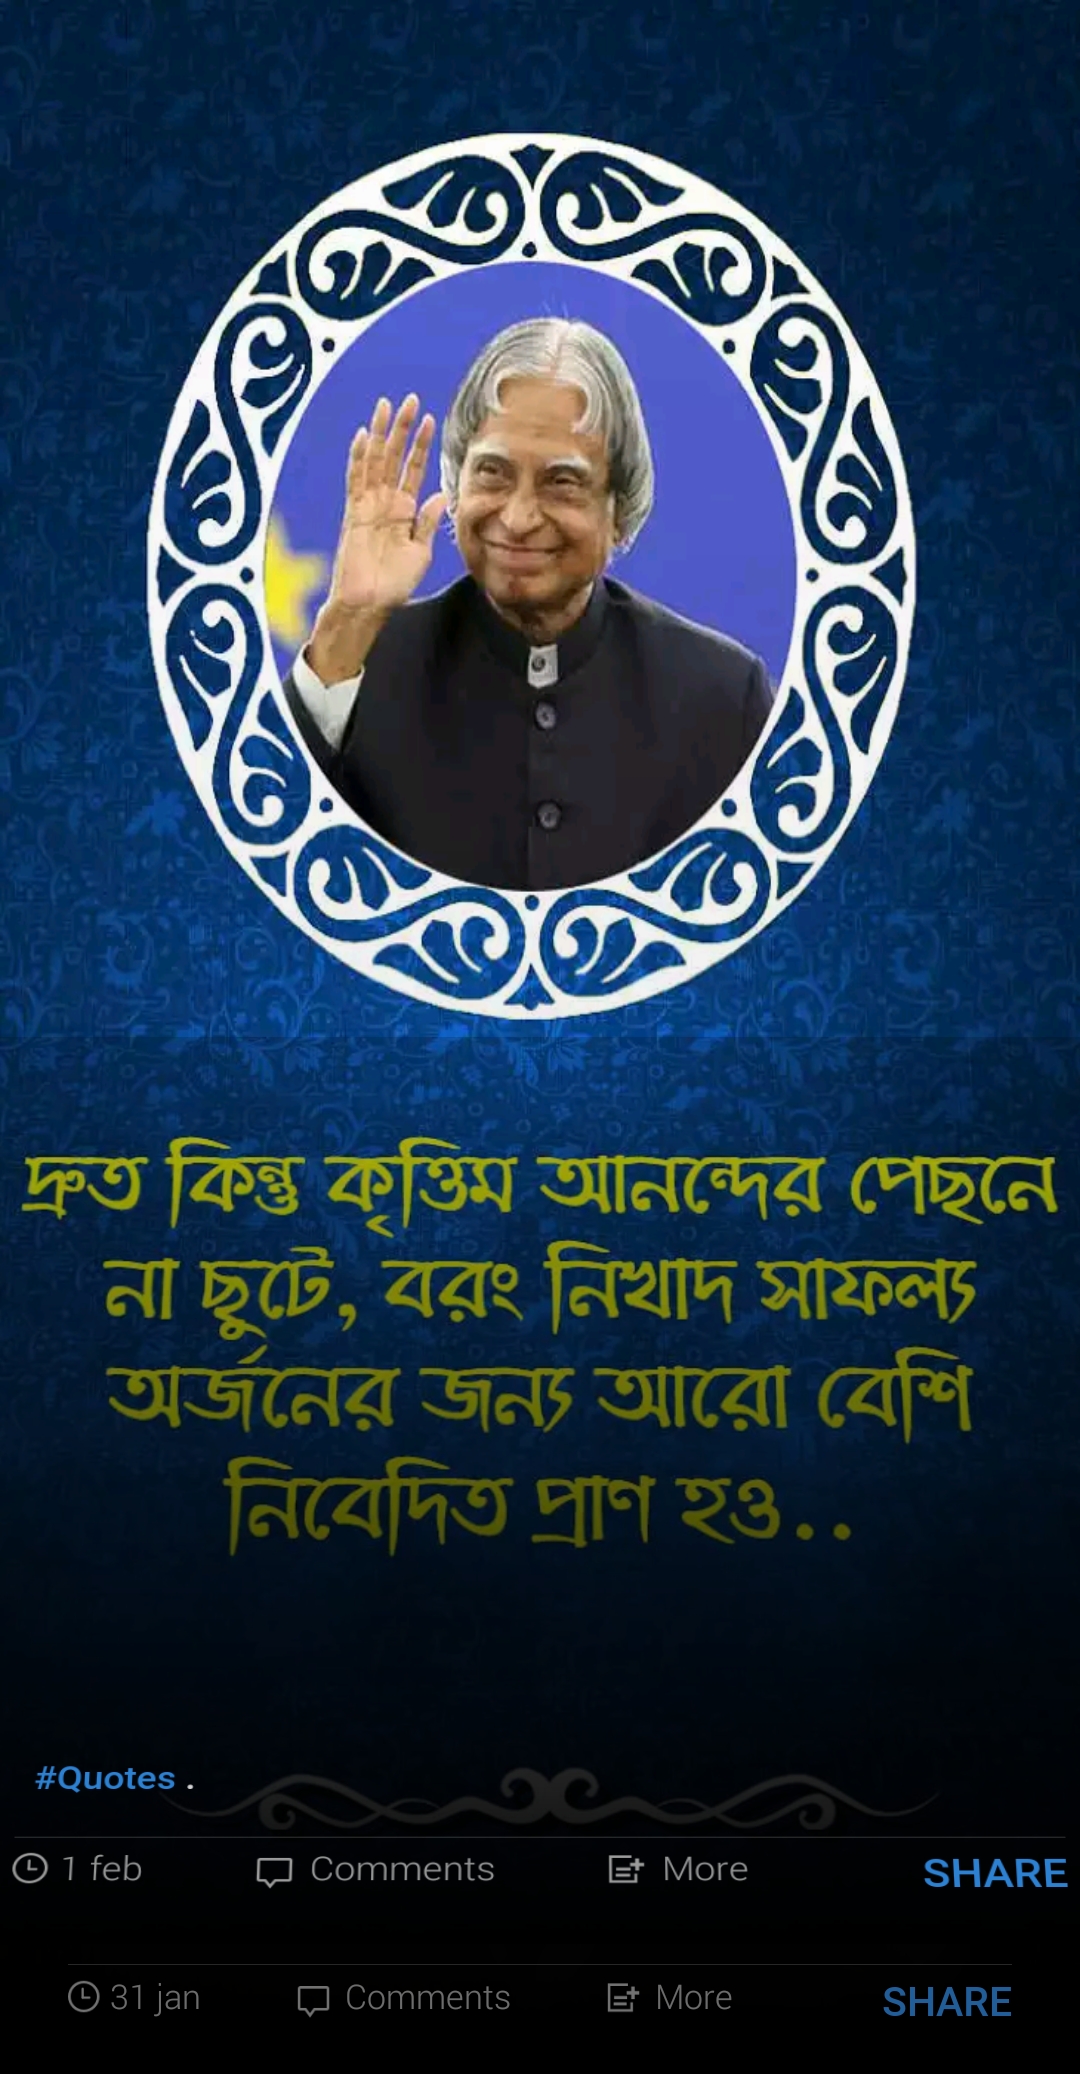 দ্রুত কিন্তু কৃত্তিম আনন্দের পেছনে
না ছুটে, বরং নিখাদ সাফল্য
অর্জনের জন্য আরো বেশি
নিবেদিত প্রাণ হও..
#Quotes .
1 feb Comments More SHARE
31 jan Comments More SHARE